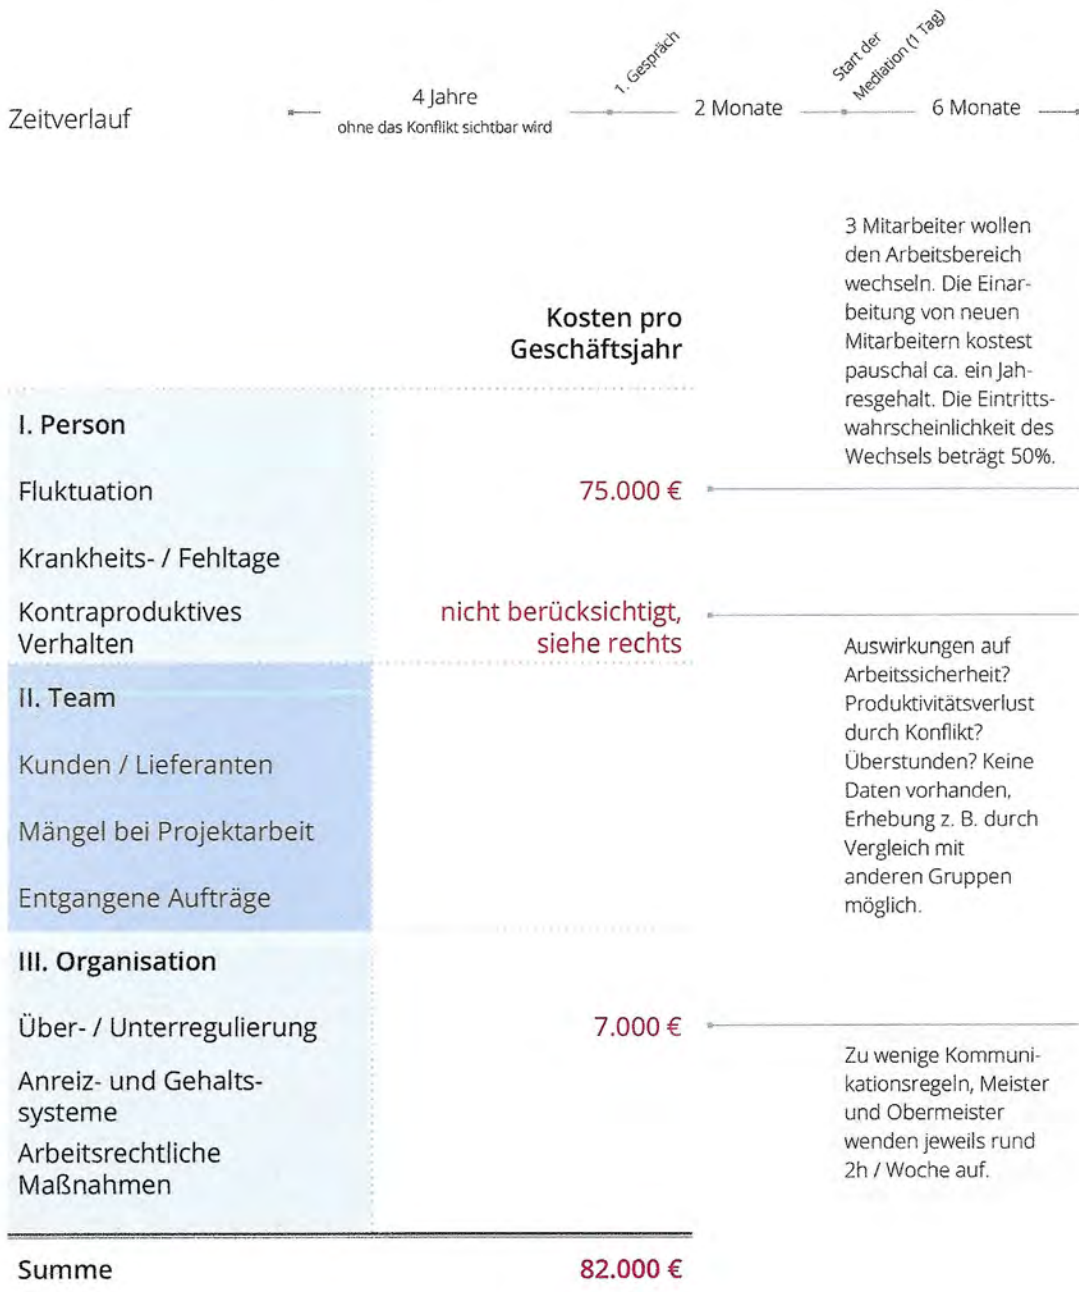 Zeitverlauf
4 Jahre
ohne das Konflikt sichtbar wird
1. Gespräch
2 Monate
Start der
Mediation (1 Tag)
6 Monate
3 Mitarbeiter wollen
den Arbeitsbereich
wechseln. Die Einar-
beitung von neuen
Mitarbeitern kostest
pauschal ca. ein Jah-
resgehalt. Die Eintritts-
wahrscheinlichkeit des
Wechsels beträgt 50%.
Kosten pro
Geschäftsjahr
I. Person
Fluktuation
75.000 €
Krankheits- / Fehltage
Kontraproduktives
Verhalten
nicht berücksichtigt,
siehe rechts
Auswirkungen auf
Arbeitssicherheit?
Produktivitätsverlust
durch Konflikt?
Überstunden? Keine
Daten vorhanden,
Erhebung z. B. durch
Vergleich mit
anderen Gruppen
möglich.
II. Team
Kunden / Lieferanten
Mängel bei Projektarbeit
Entgangene Aufträge
III. Organisation
Über- / Unterregulierung
7.000 €
Zu wenige Kommuni-
kationsregeln, Meister
und Obermeister
wenden jeweils rund
2h / Woche auf.
Anreiz- und Gehalts-
systeme
Arbeitsrechtliche
Maßnahmen
Summe
82.000 €